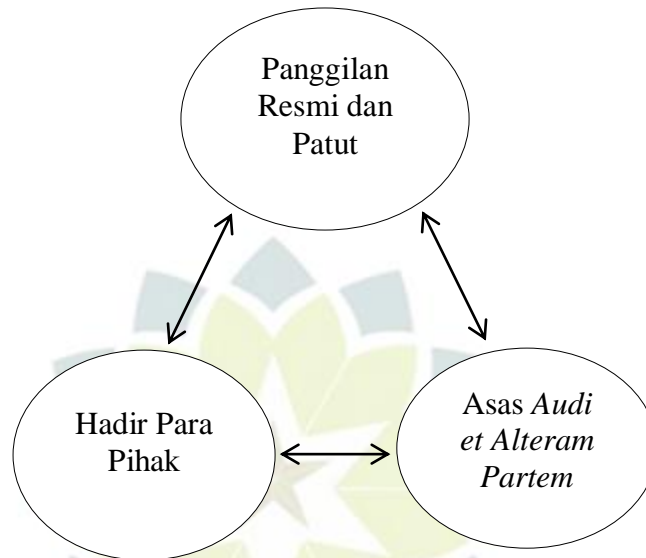 Panggilan
Resmi dan
Patut
Hadir Para
Pihak
Asas Audi
et Alteram
Partem